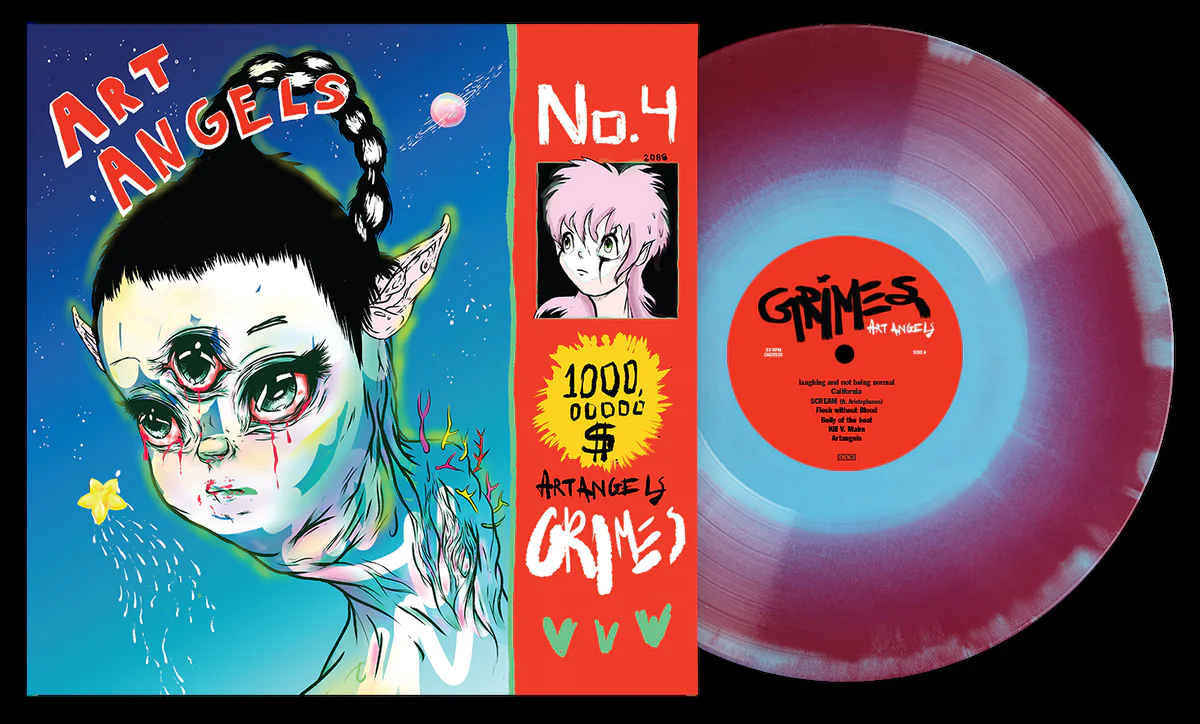 ART
ANGELS
No.4
2086
1000,
00000
$
ARTANGELS
GRIMES
GRIMES
ART ANGELS
33 RPM
SIDE A
laughing and not being normal
California
SCREAM (ft. Aristophanes)
Flesh without Blood
Belly of the beat
Kill V. Maim
Artangels